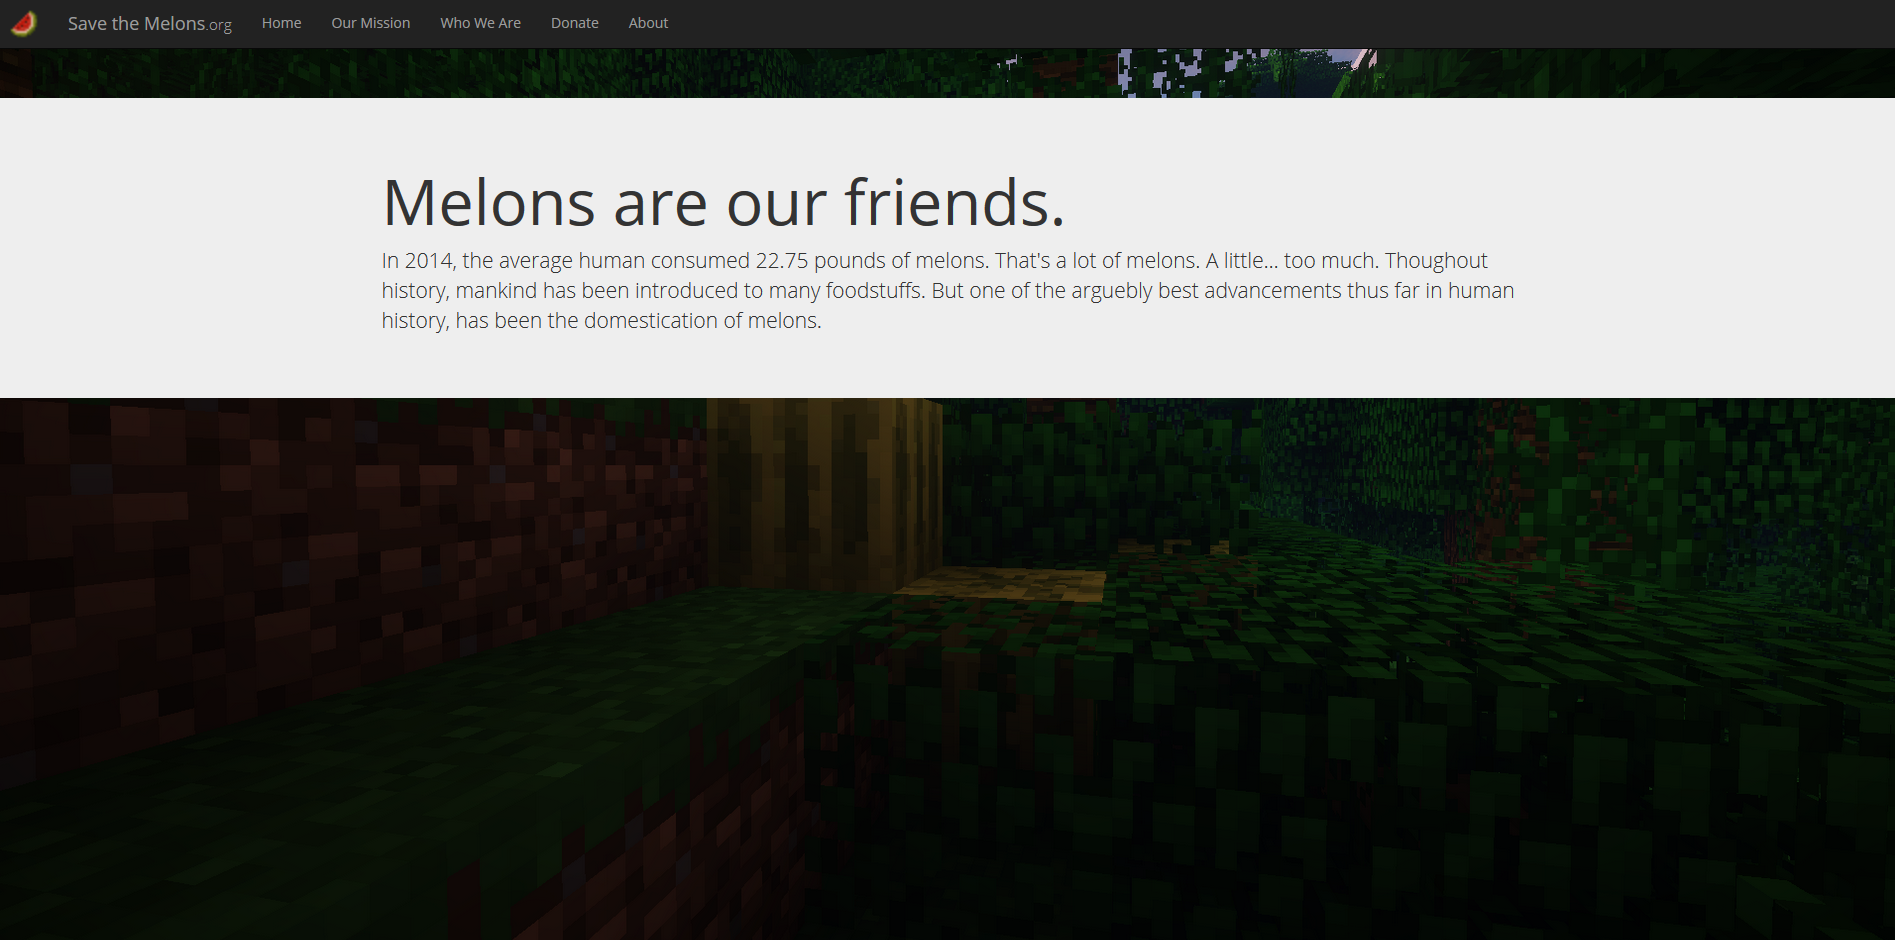 Save the Melons.org Home Our Mission Who We Are Donate About
Melons are our friends.
In 2014, the average human consumed 22.75 pounds of melons. That's a lot of melons. A little... too much. Thoughout
history, mankind has been introduced to many foodstuffs. But one of the arguebly best advancements thus far in human
history, has been the domestication of melons.